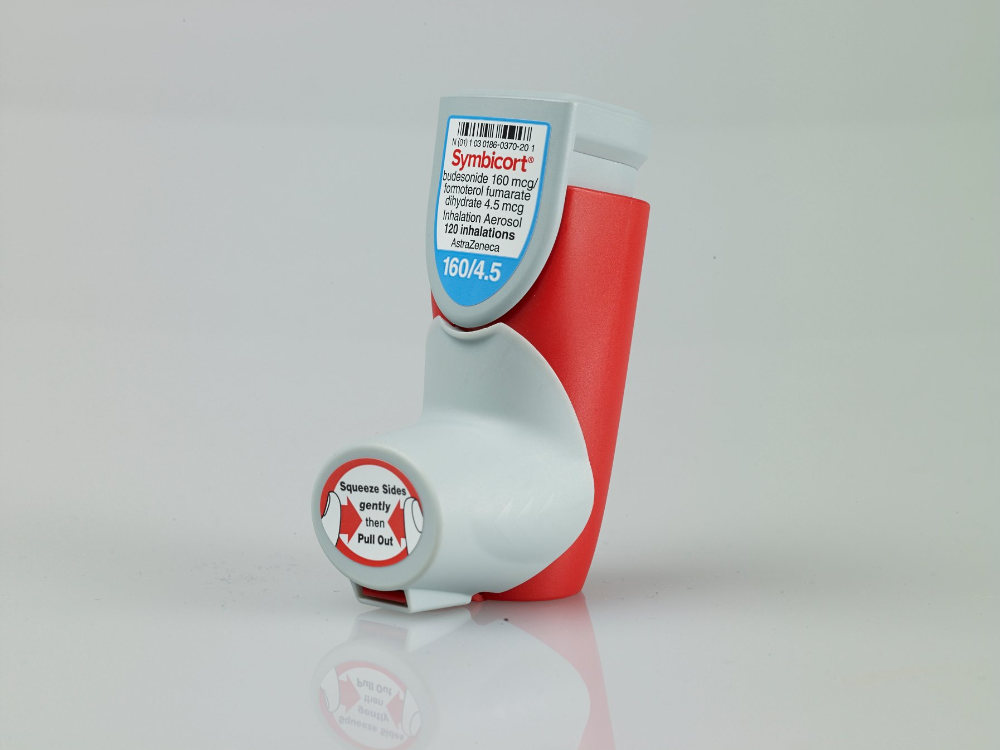 N (01) 1 03 0186-0370-20 1
Symbicort®
budesonide 160 mcg/
formoterol fumarate
dihydrate 4.5 mcg
Inhalation Aerosol
120 inhalations
AstraZeneca
160/4.5
Squeeze Sides
gently
then
Pull Out